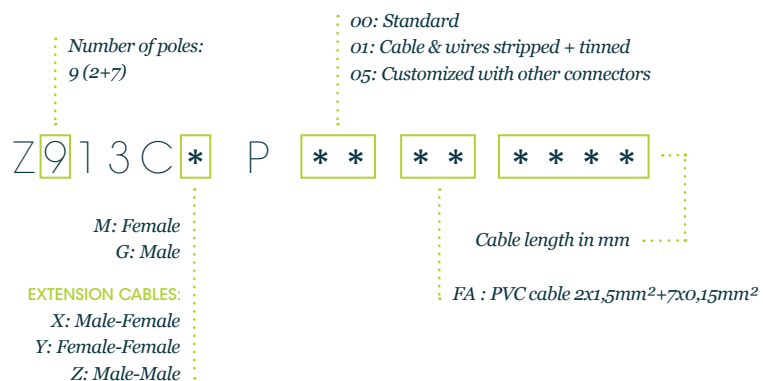 00: Standard
01: Cable & wires stripped + tinned
05: Customized with other connectors
Number of poles:
9 (2+7)
Z913C* P ** ** ****
M: Female
G: Male
EXTENSION CABLES:
X: Male-Female
Y: Female-Female
Z: Male-Male
Cable length in mm
FA : PVC cable 2x1,5mm²+7x0,15mm²